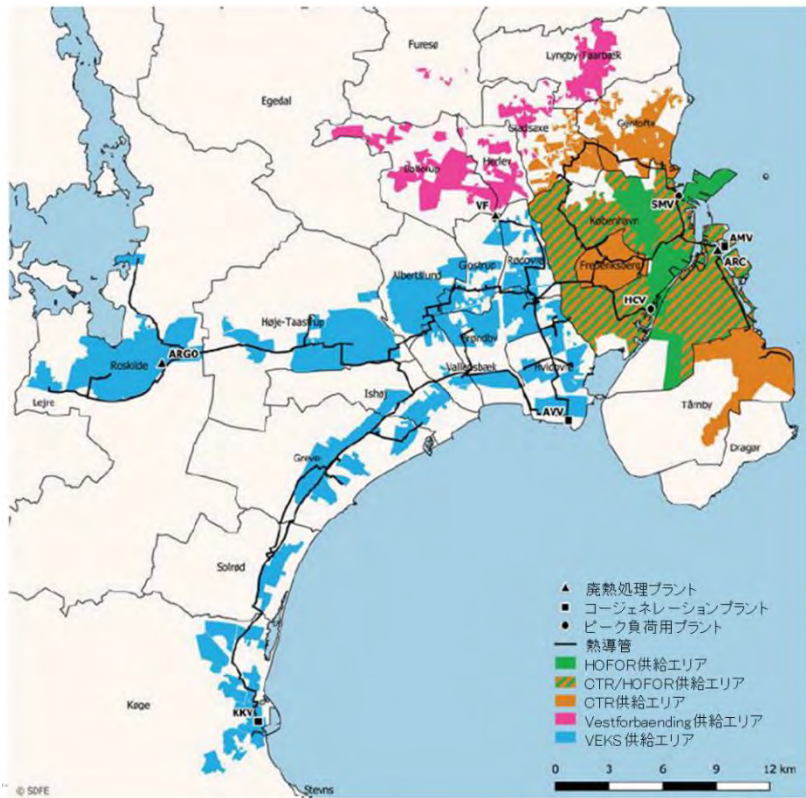 Furesø
Lyngby-Taarbæk
Egedal
Gladsaxe
Gentofte
Ballerup
Herlev
VF
SMV
København
AMV
ARC
Rødovre
Glostrup
Albertslund
Frederiksberg
HCV
Høje-Taastrup
Brøndby
Roskilde
ARGO
Vallensbæk
Hvidovre
Ishøj
Lejre
AVV
Tårnby
Dragør
Greve
Solrød
Køge
KKV
Stevns
廃熱処理プラント
コージェネレーションプラント
ピーク負荷用プラント
熱導管
HOFOR供給エリア
CTR/HOFOR供給エリア
CTR供給エリア
Vestforbaending供給エリア
VEKS供給エリア
0 3 6 9 12 km
© SDFE